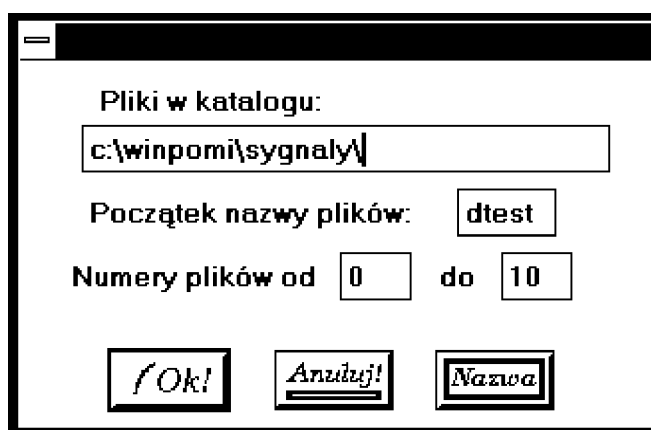 Pliki w katalogu:
c:\winpomi\sygnaly\
Początek nazwy plików: dtest
Numery plików od 0 do 10
Ok! Anuluj! Nazwa